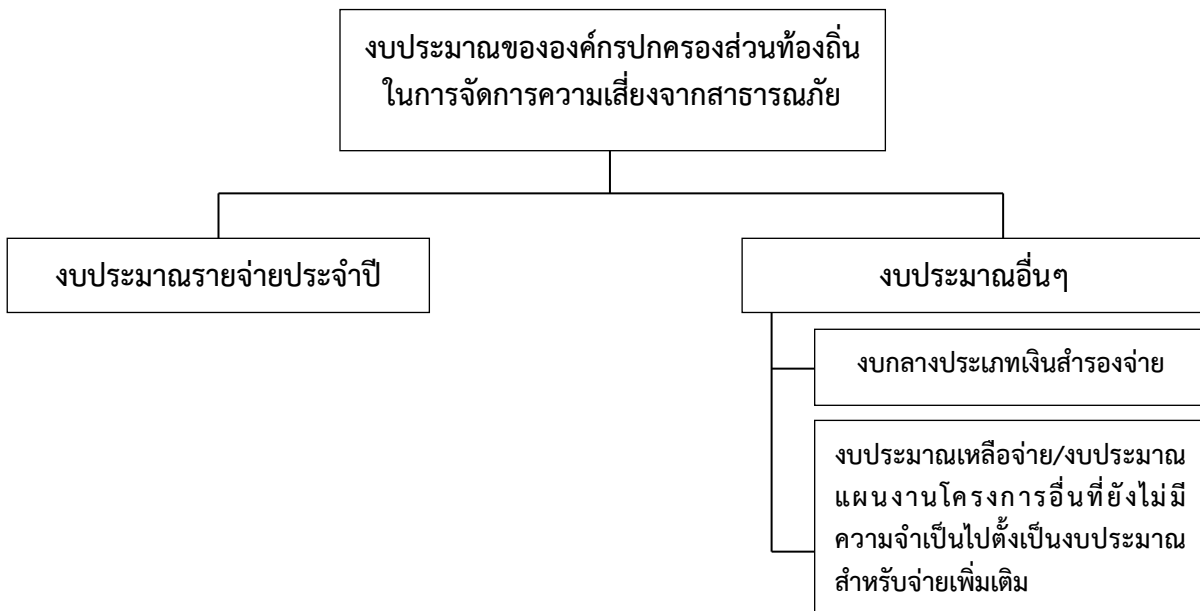 งบประมาณขององค์กรปกครองส่วนท้องถิ่น
ในการจัดการความเสี่ยงจากสาธารณภัย
งบประมาณรายจ่ายประจำปี
งบประมาณอื่นๆ
งบกลางประเภทเงินสำรองจ่าย
งบประมาณเหลือจ่าย/งบประมาณ
แผนงานโครงการอื่นที่ยังไม่มี
ความจำเป็นไปตั้งเป็นงบประมาณ
สำหรับจ่ายเพิ่มเติม